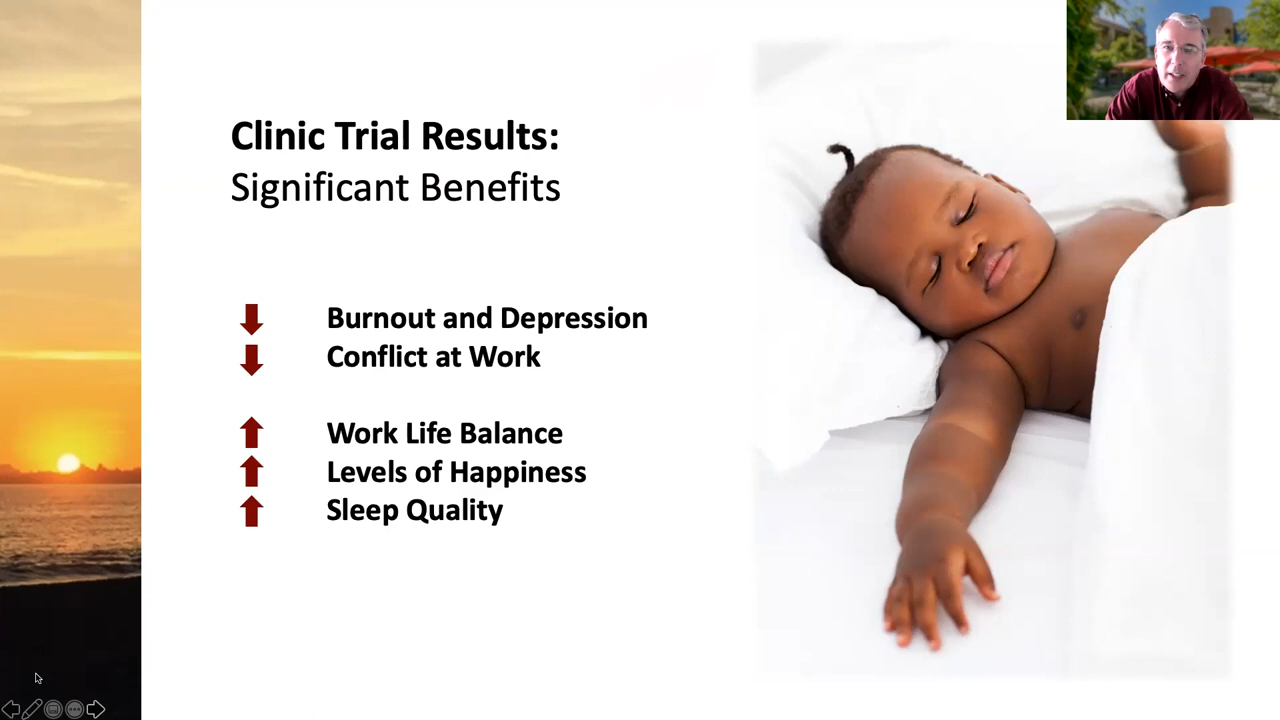 Clinic Trial Results:
Significant Benefits
Burnout and Depression
Conflict at Work
Work Life Balance
Levels of Happiness
Sleep Quality